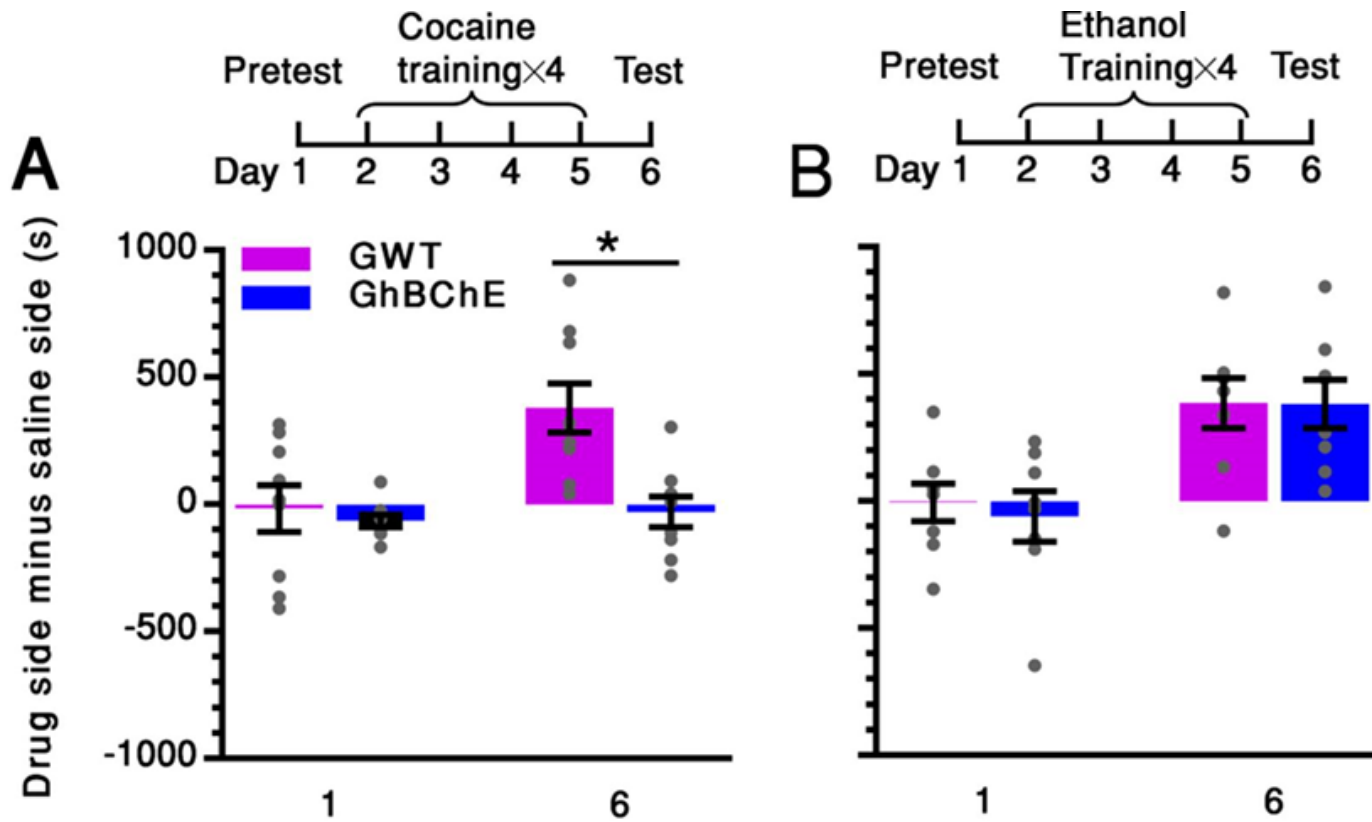 Cocaine
Pretest training×4 Test
A
Day 1 2 3 4 5 6
Ethanol
Pretest Training×4 Test
B
Day 1 2 3 4 5 6
Drug side minus saline side (s)
1000
500
0
-500
-1000
GWT
GhBChE
*
1 6
1 6